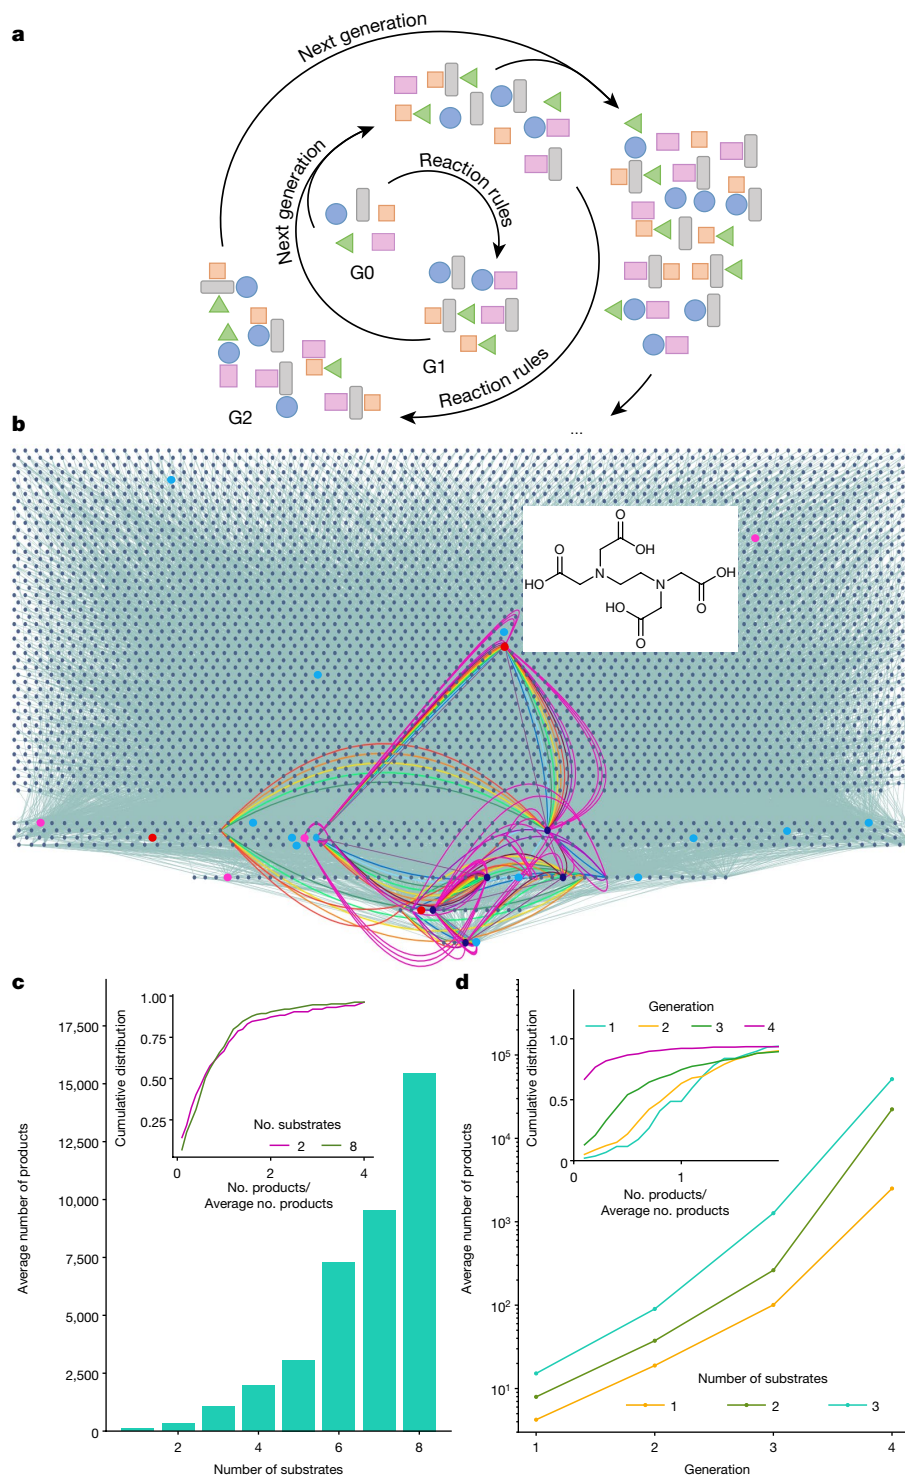 a
Next generation
Next generation
Reaction rules
G0
G1
G2
Reaction rules
...
b
O
OH
O
HO
N
N
OH
O
HO
O
c
Average number of products
17,500
15,000
12,500
10,000
7,500
5,000
2,500
0
2
4
6
8
Number of substrates
Cumulative distribution
1.00
0.75
0.50
0.25
No. substrates
2
8
0
2
4
No. products/
Average no. products
d
Average number of products
10⁵
10⁴
10³
10²
10¹
1
2
3
4
Generation
Number of substrates
1
2
3
Cumulative distribution
Generation
1
2
3
4
1.0
0.5
0
0
1
No. products/
Average no. products